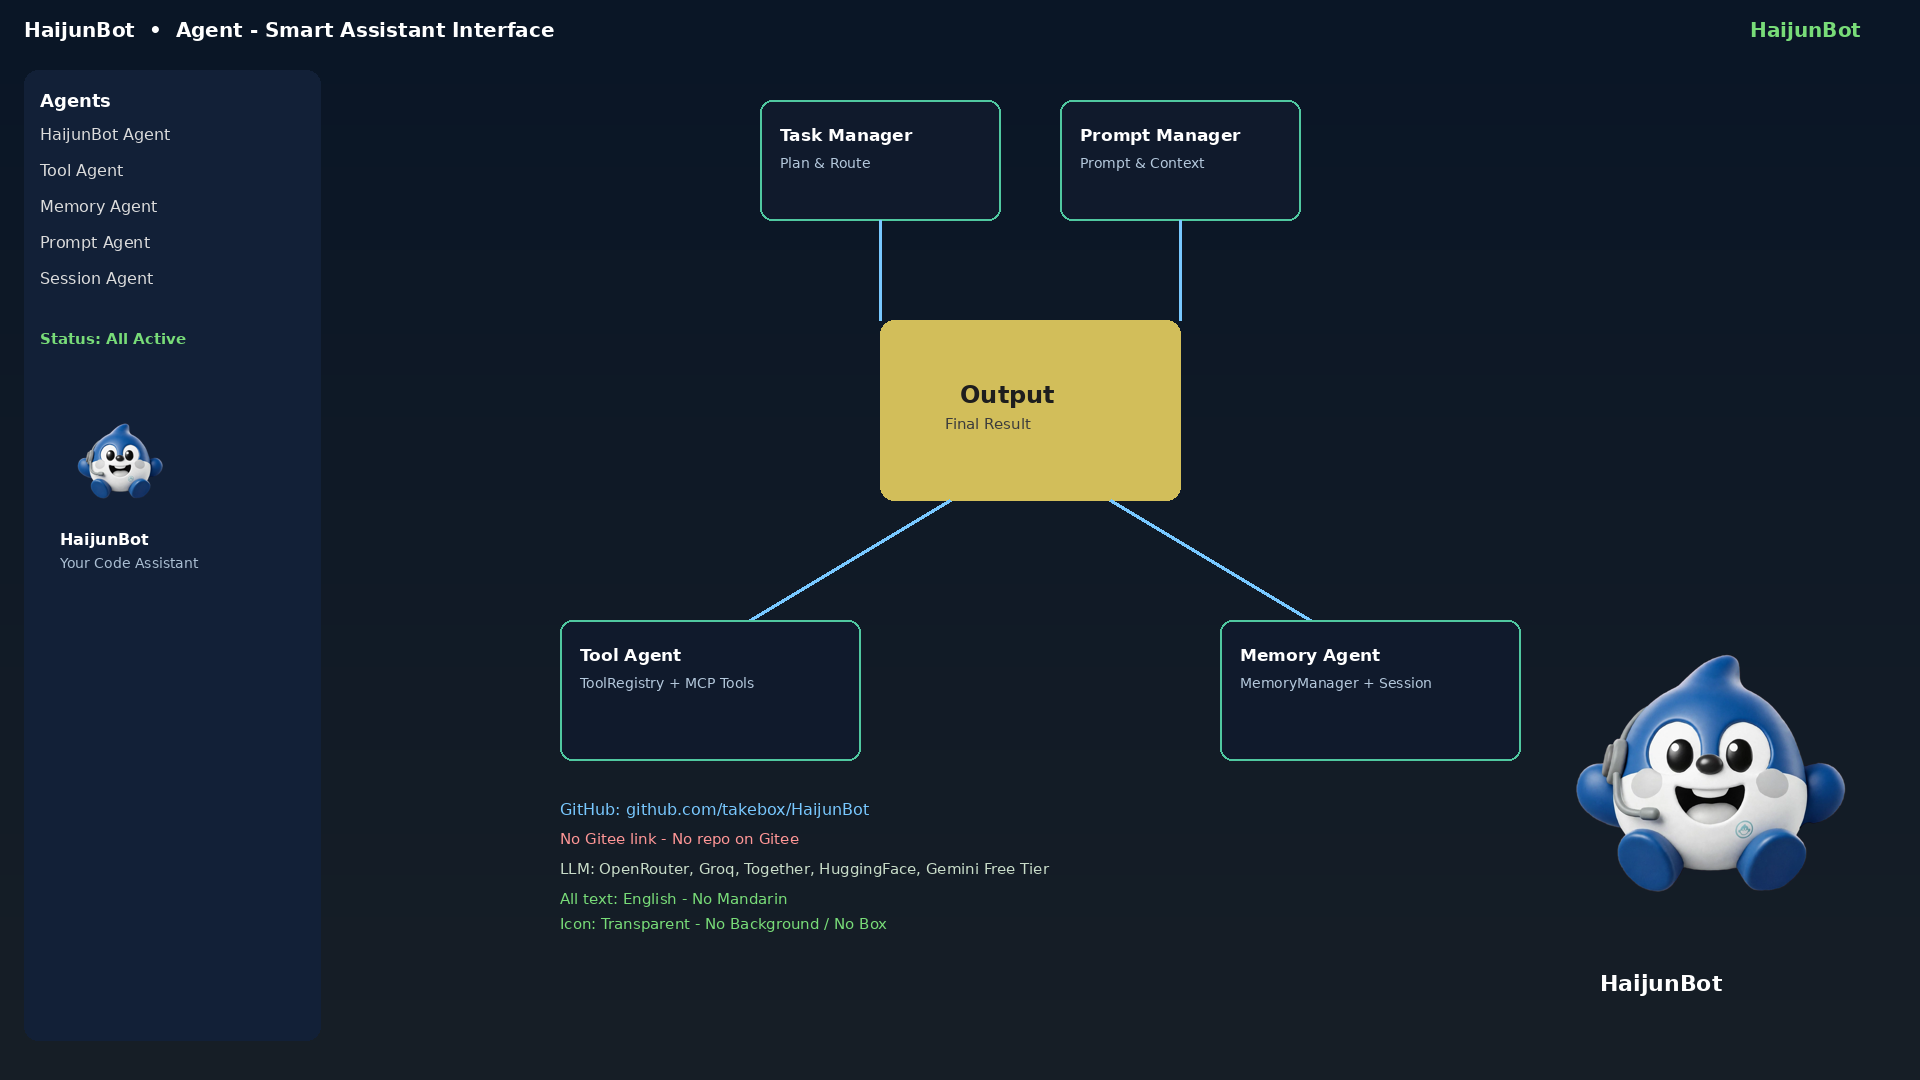 HaijunBot • Agent - Smart Assistant Interface
HaijunBot
Agents
HaijunBot Agent
Tool Agent
Memory Agent
Prompt Agent
Session Agent
Status: All Active
HaijunBot
Your Code Assistant
Task Manager
Plan & Route
Prompt Manager
Prompt & Context
Output
Final Result
Tool Agent
ToolRegistry + MCP Tools
Memory Agent
MemoryManager + Session
GitHub: github.com/takebox/HaijunBot
No Gitee link - No repo on Gitee
LLM: OpenRouter, Groq, Together, HuggingFace, Gemini Free Tier
All text: English - No Mandarin
Icon: Transparent - No Background / No Box
HaijunBot